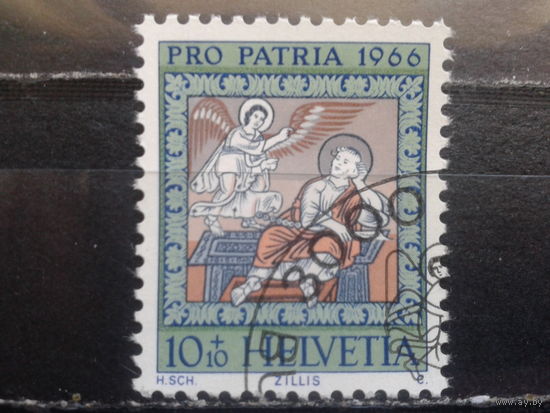 PRO PATRIA 1966
10+10 HELVETIA
H.SCH. ZILLIS C.
www.ay.by